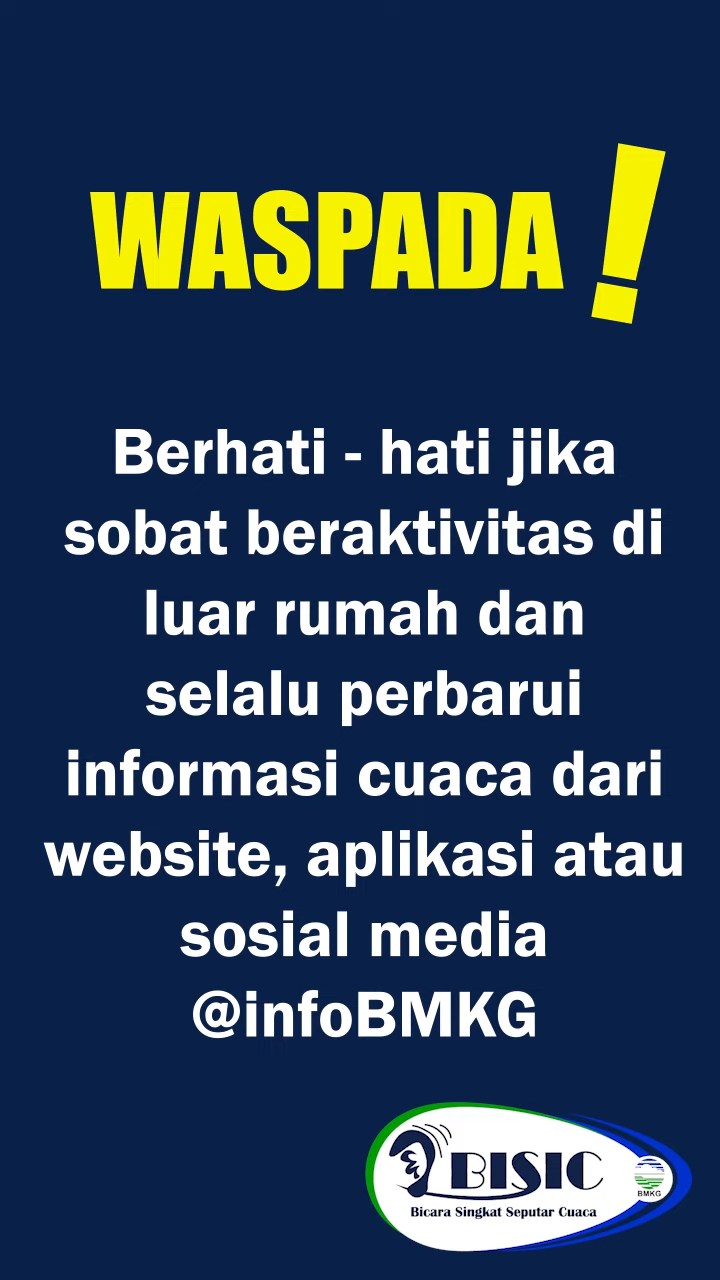 WASPADA!
Berhati - hati jika
sobat beraktivitas di
luar rumah dan
selalu perbarui
informasi cuaca dari
website, aplikasi atau
sosial media
@infoBMKG
BISIC
BMKG
Bicara Singkat Seputar Cuaca